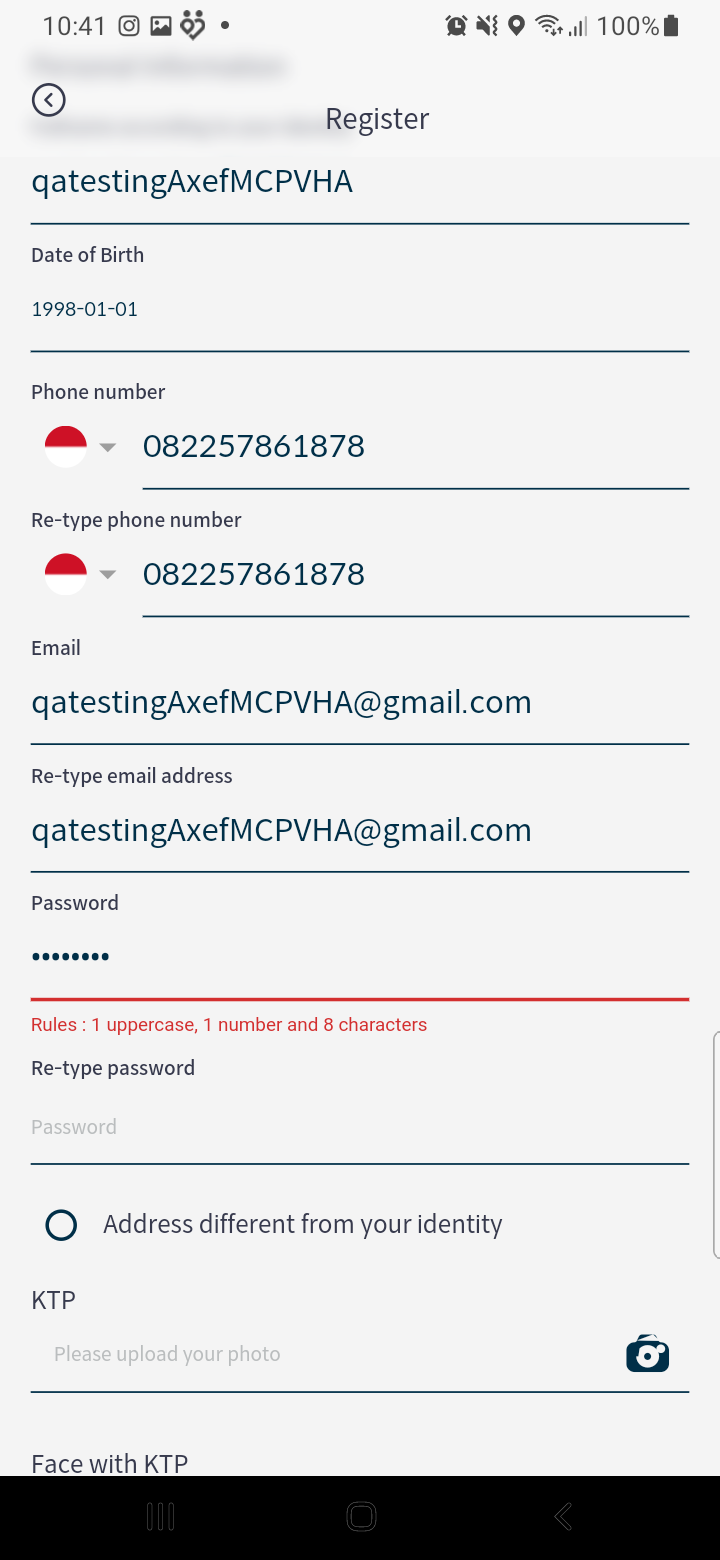 10:41
100%
Register
qatestingAxefMCPVHA
Date of Birth
1998-01-01
Phone number
082257861878
Re-type phone number
082257861878
Email
qatestingAxefMCPVHA@gmail.com
Re-type email address
qatestingAxefMCPVHA@gmail.com
Password
••••••••
Rules : 1 uppercase, 1 number and 8 characters
Re-type password
Password
Address different from your identity
KTP
Please upload your photo
Face with KTP